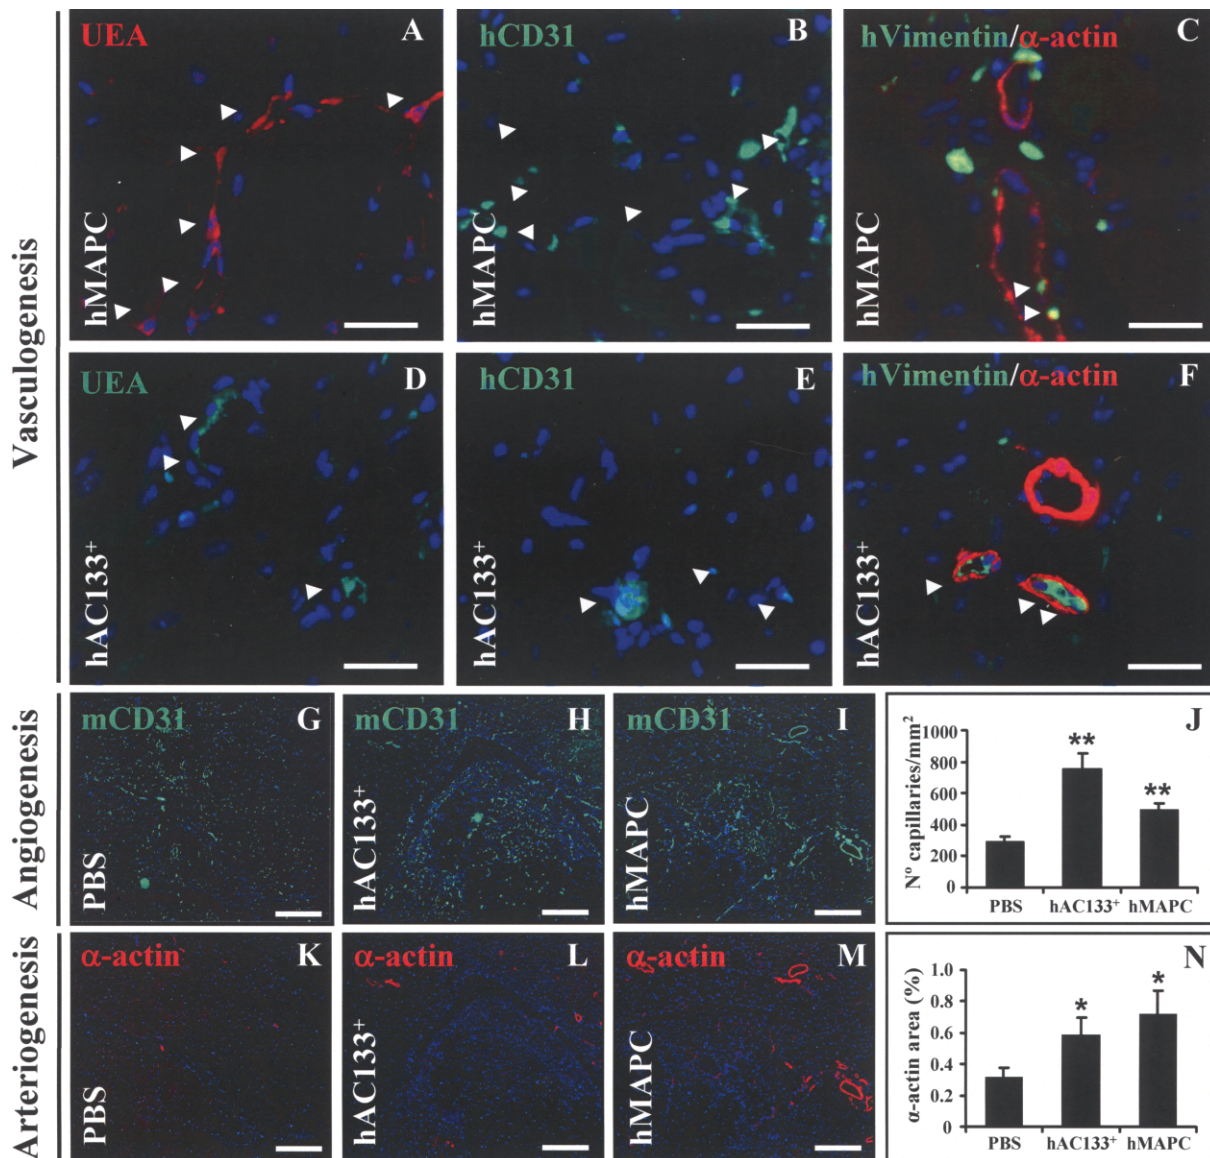 Vasculogenesis
UEA A
hMAPC
hCD31 B
hMAPC
hVimentin/α-actin C
hMAPC
UEA D
hAC133⁺
hCD31 E
hAC133⁺
hVimentin/α-actin F
hAC133⁺
Angiogenesis
mCD31 G
PBS
mCD31 H
hAC133⁺
mCD31 I
hMAPC
J
Nº capillaries/mm²
1000
800
600
400
200
0
**
**
PBS hAC133⁺ hMAPC
Arteriogenesis
α-actin K
PBS
α-actin L
hAC133⁺
α-actin M
hMAPC
N
α-actin area (%)
1.0
0.8
0.6
0.4
0.2
0
*
*
PBS hAC133⁺ hMAPC